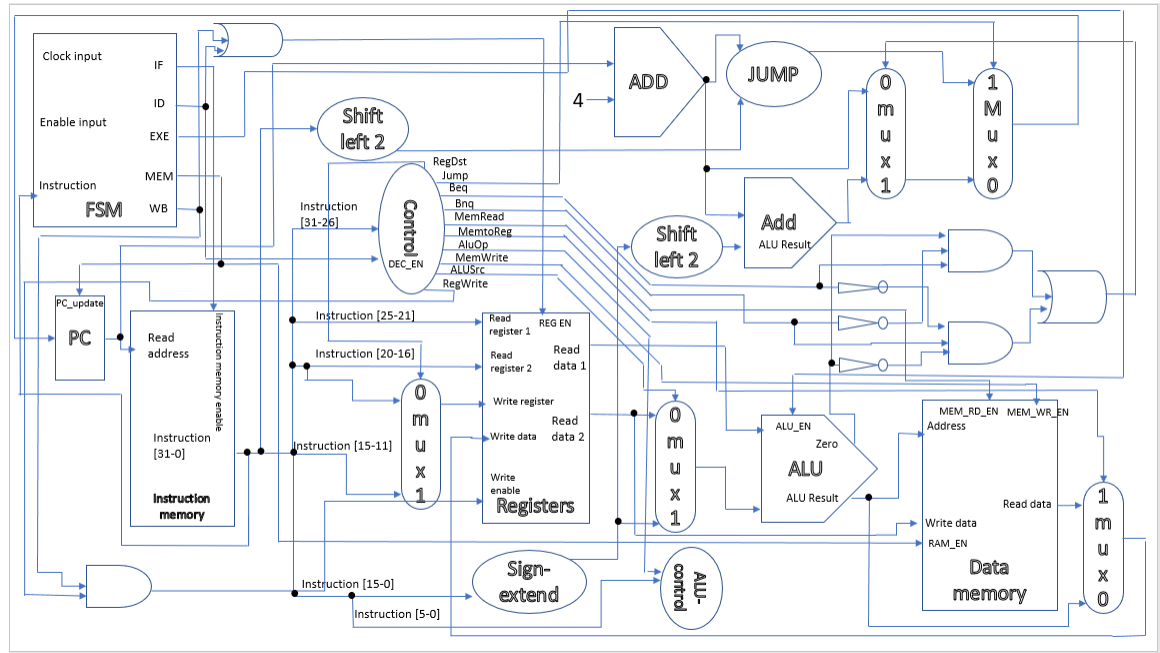 Clock input
IF
ID
Enable input
EXE
MEM
Instruction
WB
FSM
ADD
4
JUMP
0
m
u
x
1
1
M
u
x
0
Shift
left 2
RegDst
Jump
Beq
Bnq
MemRead
MemtoReg
AluOp
MemWrite
ALUSrc
RegWrite
Control
DEC_EN
Instruction
[31-26]
Shift
left 2
Add
ALU Result
PC_update
PC
Read
address
Instruction memory enable
Instruction
[31-0]
Instruction
memory
Instruction [25-21]
Instruction [20-16]
Instruction [15-11]
Instruction [15-0]
Instruction [5-0]
0
m
u
x
1
Read
register 1
REG EN
Read
register 2
Read
data 1
Write register
Read
data 2
Write data
Write
enable
Registers
0
m
u
x
1
Sign-
extend
ALU-
control
ALU_EN
Zero
ALU
ALU Result
MEM_RD_EN
MEM_WR_EN
Address
Read data
Write data
RAM_EN
Data
memory
1
m
u
x
0